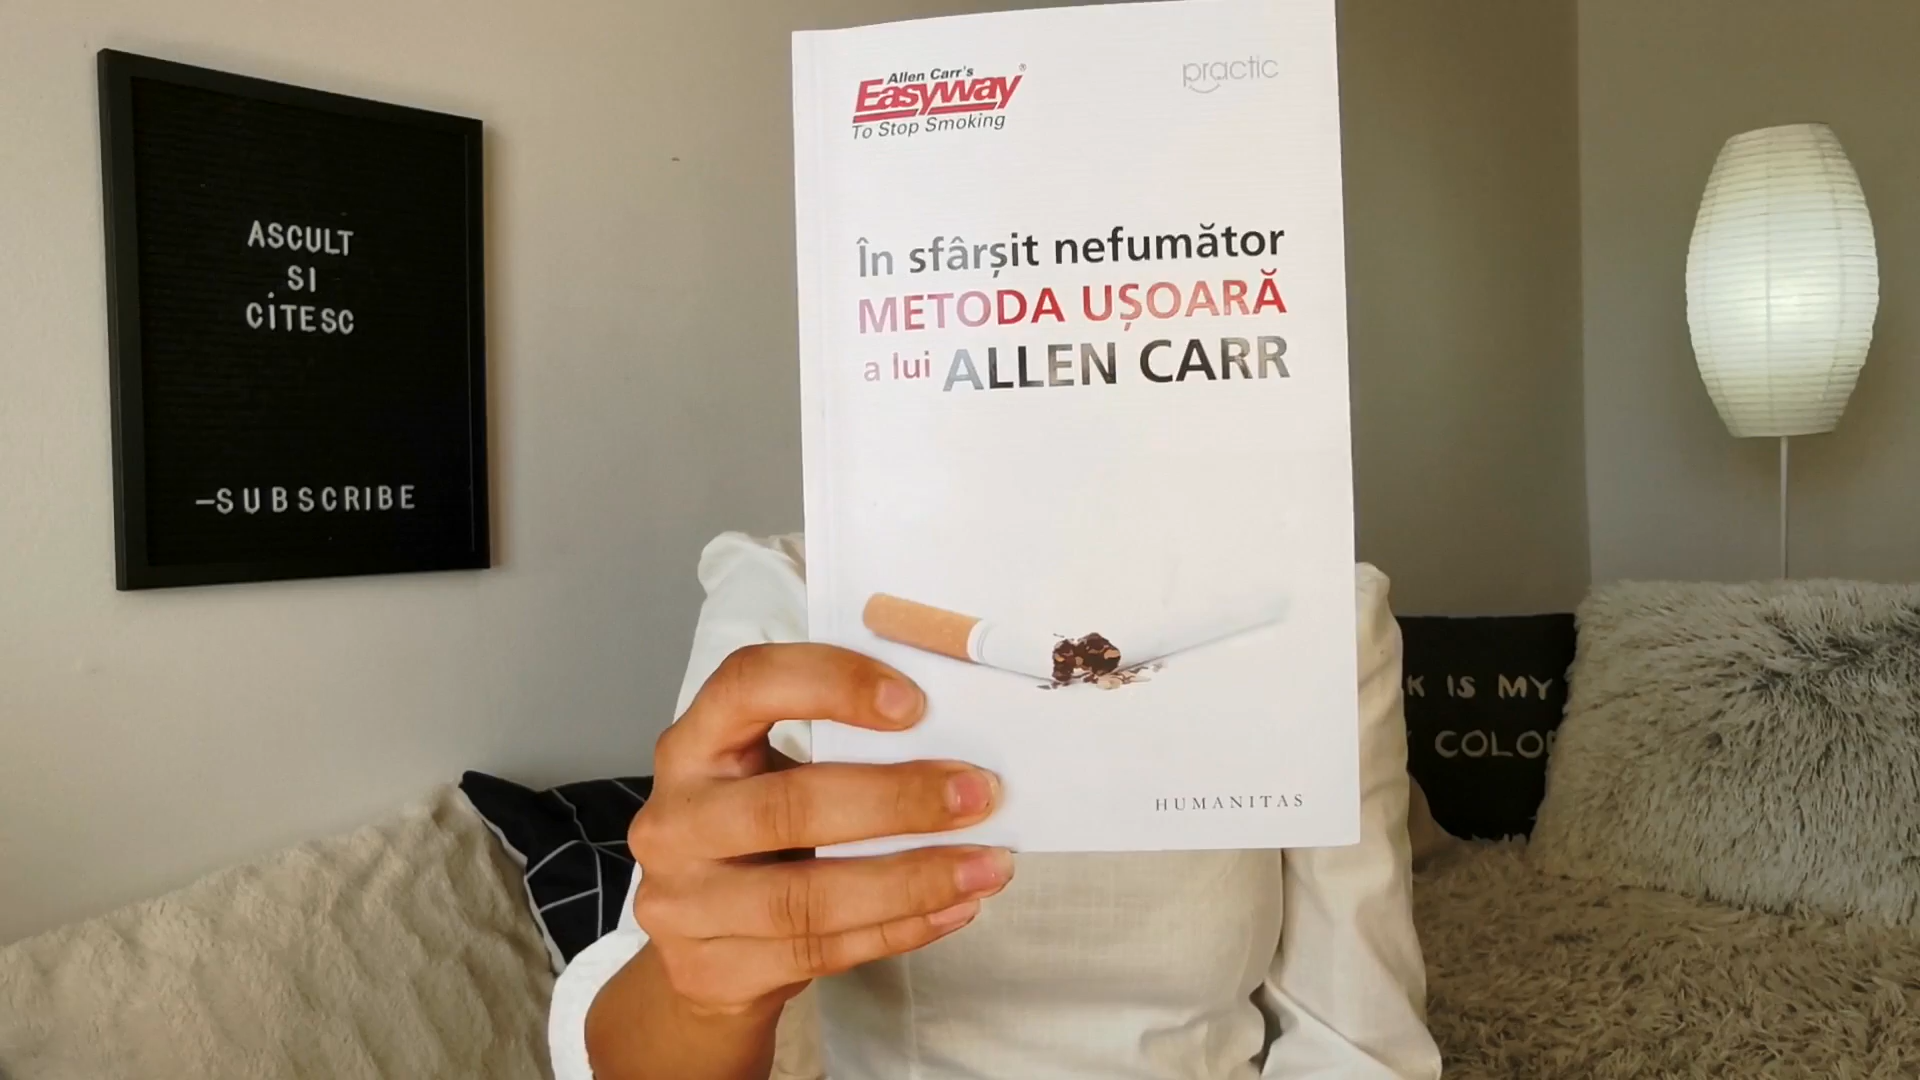 ASCULT
SI
CiTESC
–SUBSCRIBE
Allen Carr's
Easyway®
To Stop Smoking
practic
În sfârșit nefumător
METODA UȘOARĂ
a lui ALLEN CARR
HUMANITAS
IS MY